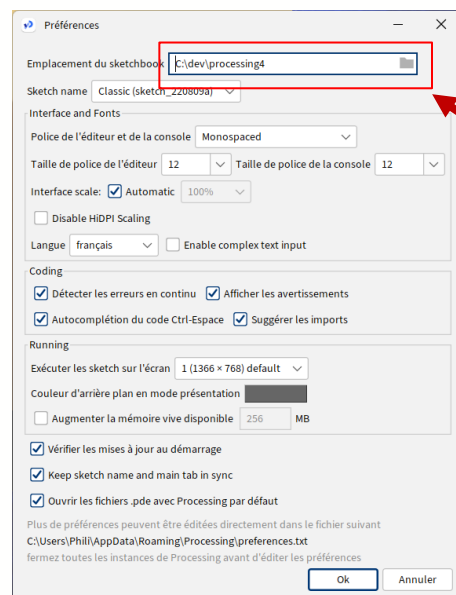 Préférences
Emplacement du sketchbook C:\dev\processing4
Sketch name Classic (sketch_220809a)
Interface and Fonts
Police de l'éditeur et de la console Monospaced
Taille de police de l'éditeur 12 Taille de police de la console 12
Interface scale: Automatic 100%
Disable HiDPI Scaling
Langue français Enable complex text input
Coding
Détecter les erreurs en continu Afficher les avertissements
Autocomplétion du code Ctrl-Espace Suggérer les imports
Running
Exécuter les sketch sur l'écran 1 (1366 × 768) default
Couleur d'arrière plan en mode présentation
Augmenter la mémoire vive disponible 256 MB
Vérifier les mises à jour au démarrage
Keep sketch name and main tab in sync
Ouvrir les fichiers .pde avec Processing par défaut
Plus de préférences peuvent être éditées directement dans le fichier suivant
C:\Users\Phili\AppData\Roaming\Processing\preferences.txt
fermez toutes les instances de Processing avant d'éditer les préférences
Ok Annuler